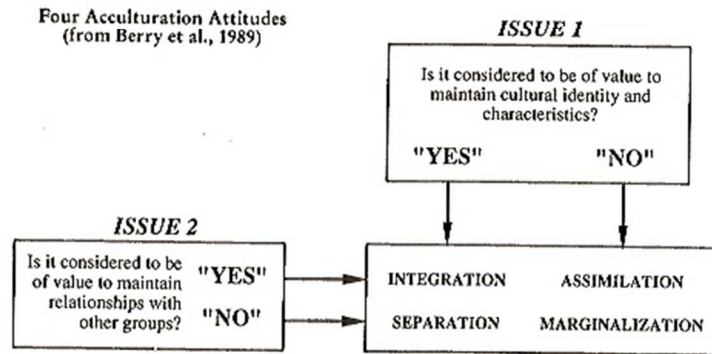 Four Acculturation Attitudes
(from Berry et al., 1989)
ISSUE 1
Is it considered to be of value to
maintain cultural identity and
characteristics?
"YES" "NO"
ISSUE 2
Is it considered to be
of value to maintain
relationships with
other groups?
"YES"
"NO"
INTEGRATION ASSIMILATION
SEPARATION MARGINALIZATION